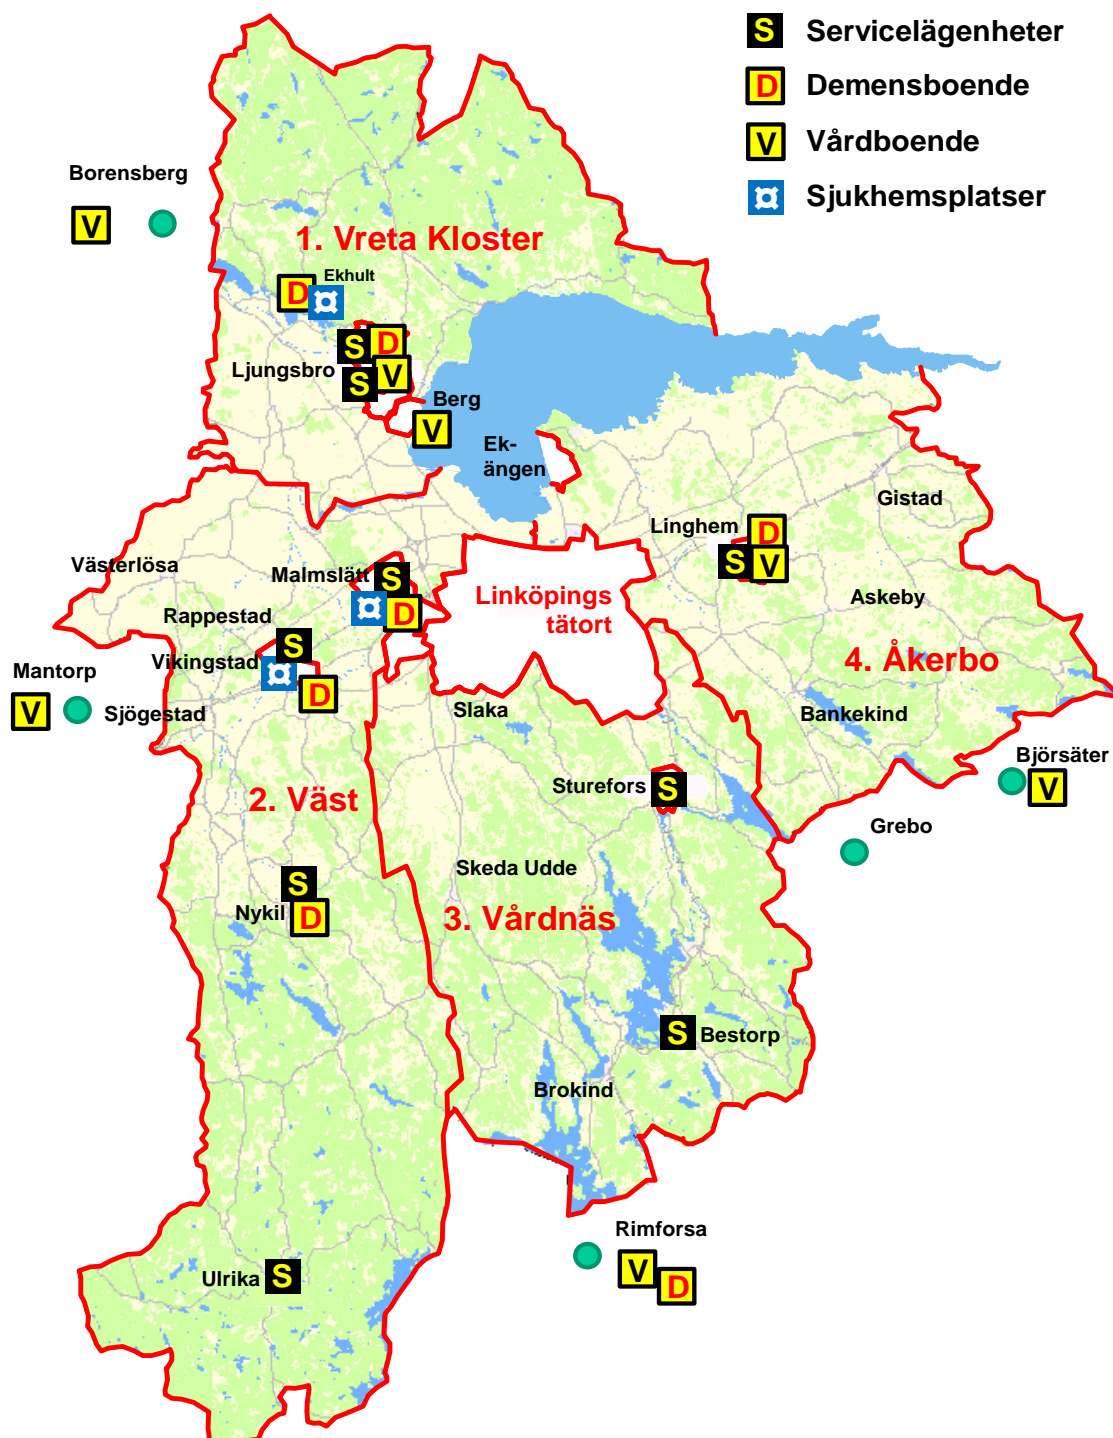 S Servicelägenheter
D Demensboende
V Vårdboende
Sjukhemsplatser
Borensberg
V
1. Vreta Kloster
Ekhult
D
S D
Ljungsbro
V
S
Berg
V
Ek-
ängen
Gistad
Linghem
D
S V
Västerlösa
Malmslätt
S
D
Linköpings
tätort
Askeby
Rappestad
S
Vikingstad
D
4. Åkerbo
Mantorp
V
Sjögestad
Slaka
Bankekind
Björsäter
V
Sturefors
S
2. Väst
Grebo
Skeda Udde
S
Nykil
D
3. Vårdnäs
S
Bestorp
Brokind
Rimforsa
V
D
Ulrika
S